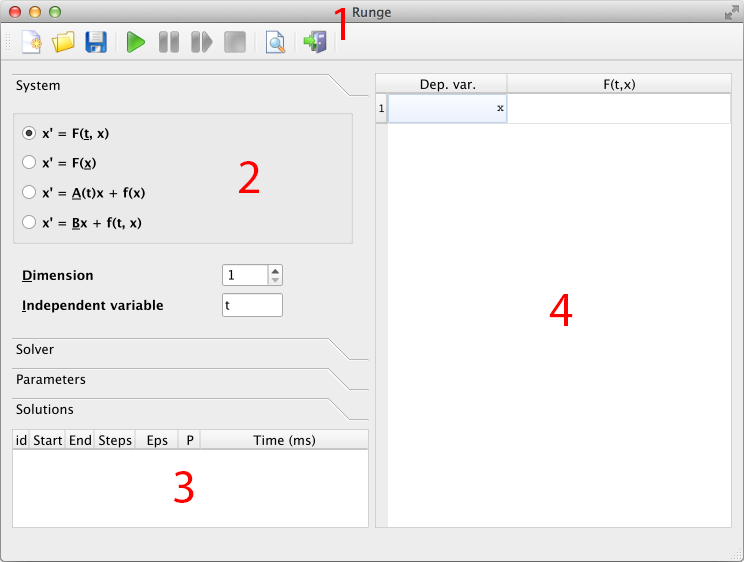 Runge
1
System
x' = F(t, x)
x' = F(x)
x' = A(t)x + f(x)
x' = Bx + f(t, x)
2
Dimension 1
Independent variable t
Solver
Parameters
Solutions
id Start End Steps Eps P Time (ms)
3
Dep. var. F(t,x)
1 x
4